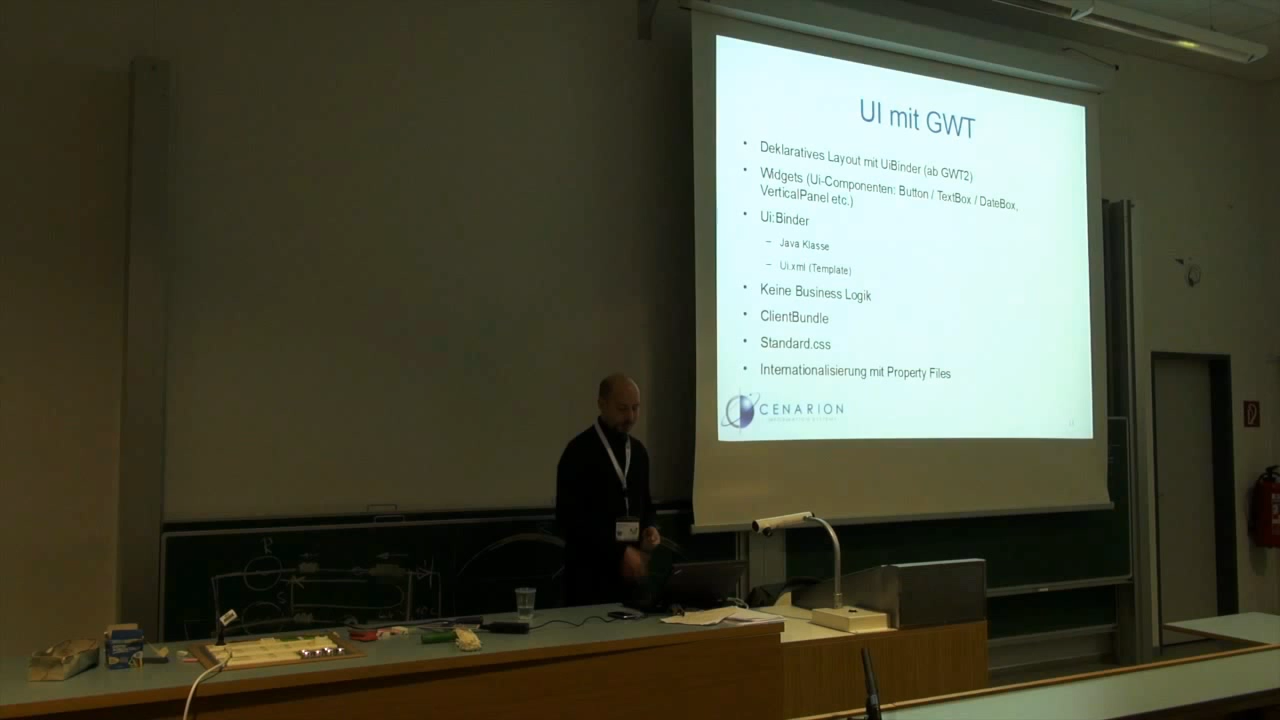 UI mit GWT
• Deklaratives Layout mit UiBinder (ab GWT2)
• Widgets (Ui-Componenten: Button / TextBox / DateBox,
VerticalPanel etc.)
• Ui:Binder
– Java Klasse
– Ui.xml (Template)
• Keine Business Logik
• ClientBundle
• Standard.css
• Internationalisierung mit Property Files
CENARION
R
S